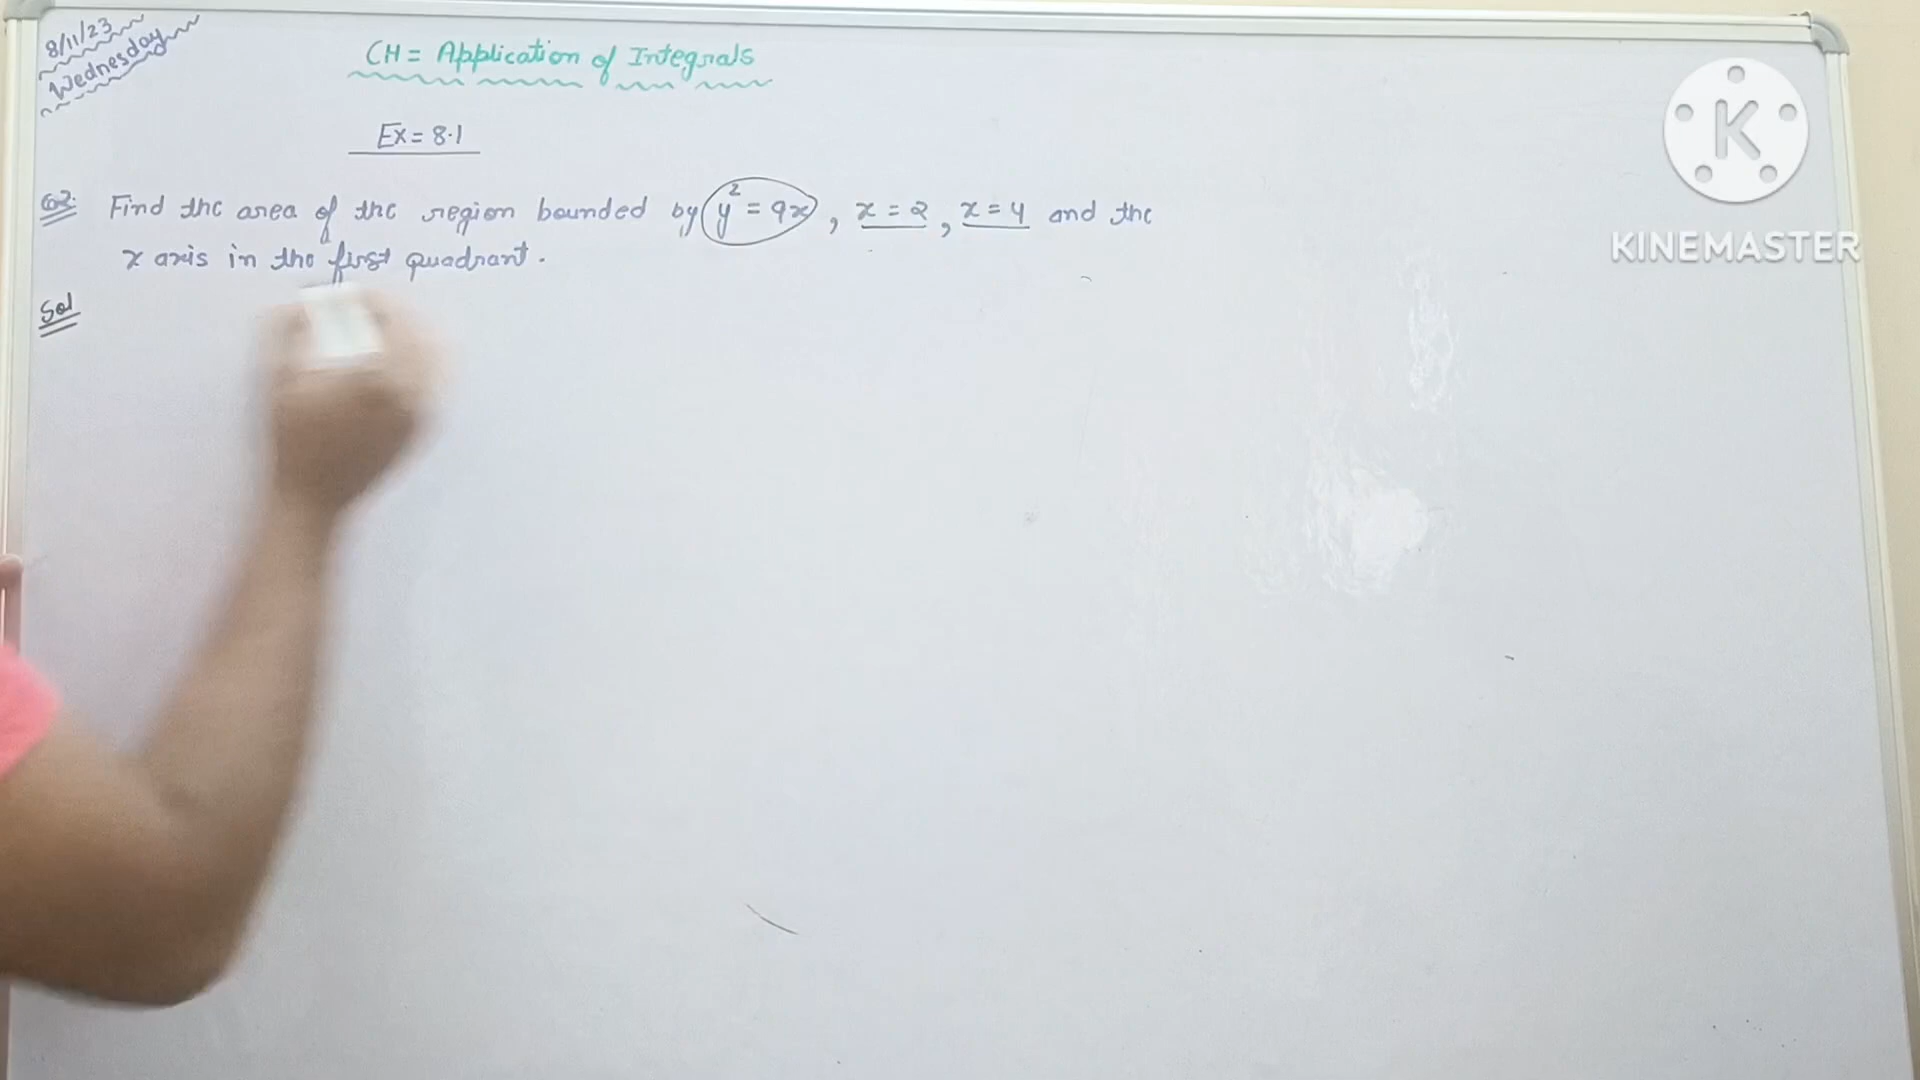 8/11/23
Wednesday
CH = Application of Integrals
Ex = 8.1
Q2. Find the area of the region bounded by y² = 9x, x = 2, x = 4 and the
x axis in the first quadrant.
Sol
K
KINEMASTER